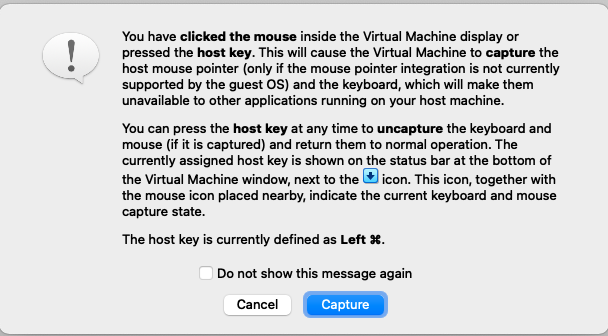 You have clicked the mouse inside the Virtual Machine display or
pressed the host key. This will cause the Virtual Machine to capture the
host mouse pointer (only if the mouse pointer integration is not currently
supported by the guest OS) and the keyboard, which will make them
unavailable to other applications running on your host machine.
You can press the host key at any time to uncapture the keyboard and
mouse (if it is captured) and return them to normal operation. The
currently assigned host key is shown on the status bar at the bottom of
the Virtual Machine window, next to the icon. This icon, together with
the mouse icon placed nearby, indicate the current keyboard and mouse
capture state.
The host key is currently defined as Left ⌘.
Do not show this message again
Cancel Capture